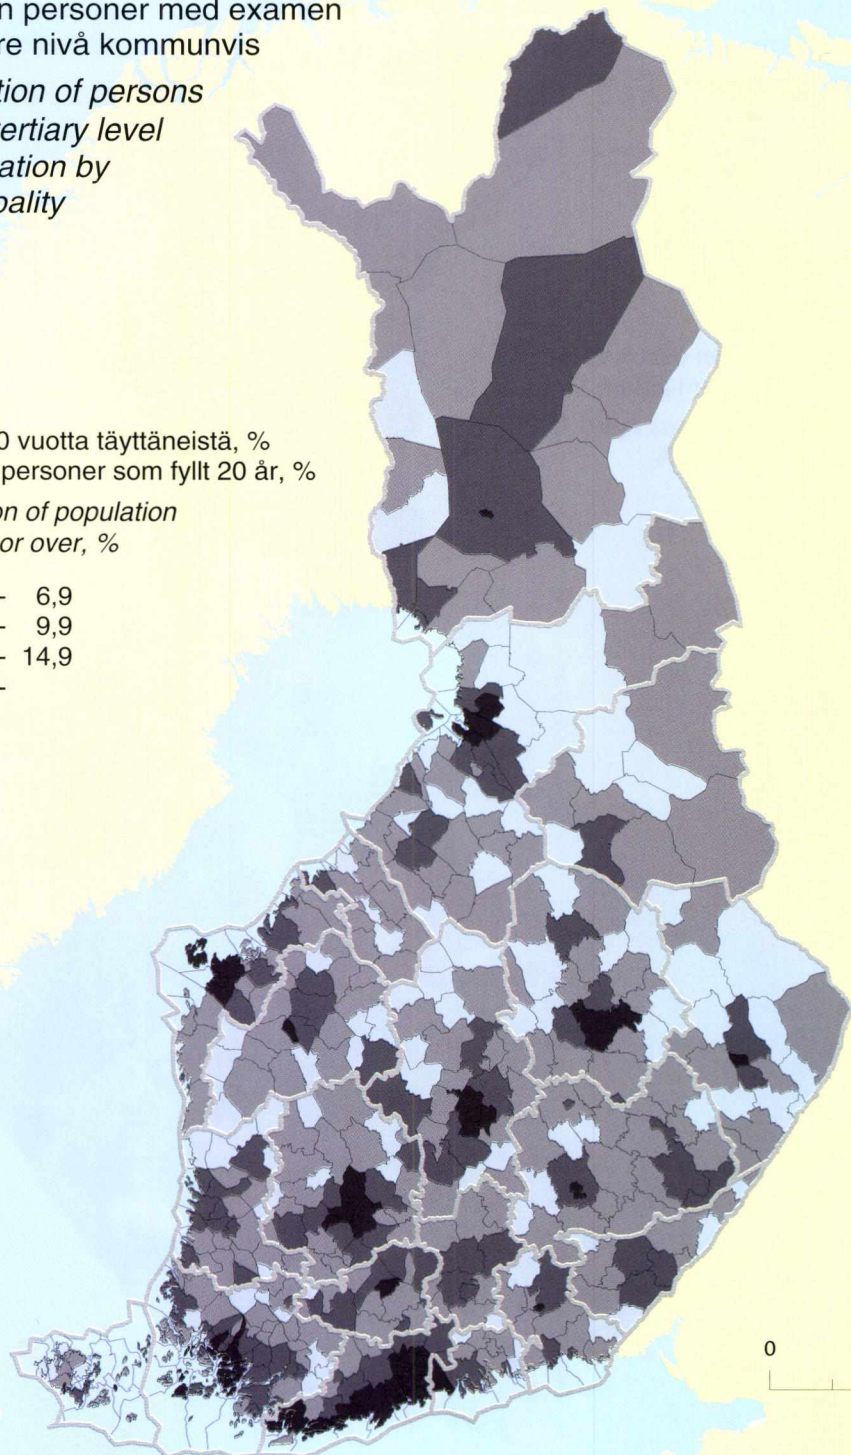 n personer med examen
re nivå kommunvis
tion of persons
ertiary level
ation by
pality
0 vuotta täyttäneistä, %
personer som fyllt 20 år, %
on of population
or over, %
– 6,9
– 9,9
– 14,9
–
0